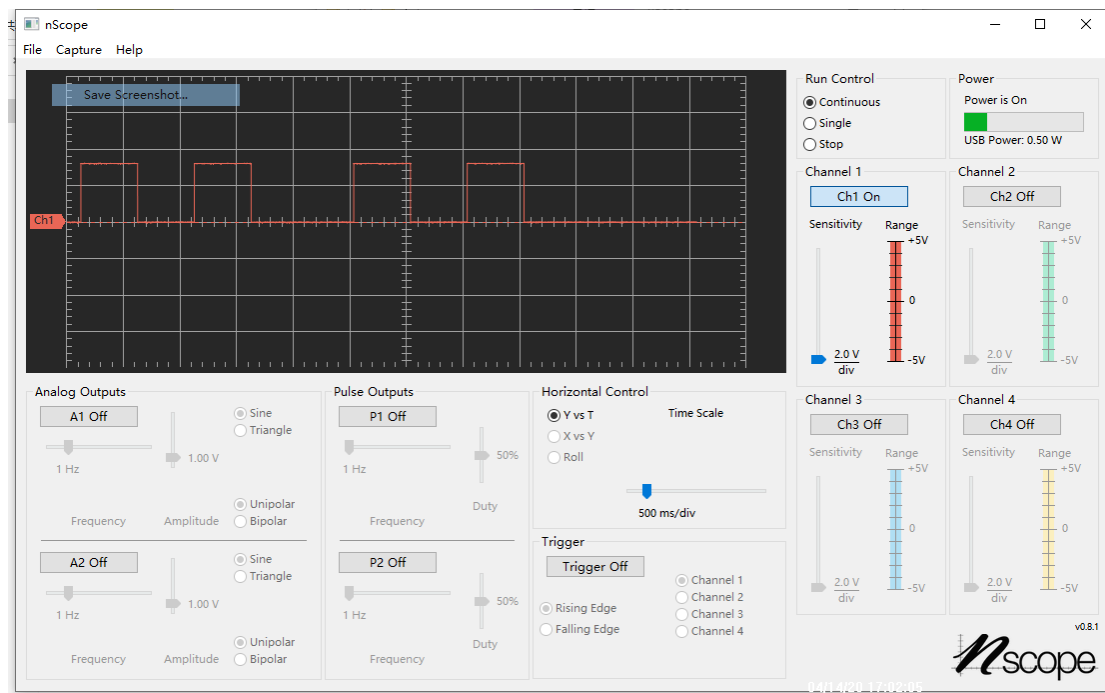 nScope
File Capture Help
Save Screenshot...
Ch1
Run Control
Continuous
Single
Stop
Power
Power is On
USB Power: 0.50 W
Channel 1
Ch1 On
Sensitivity Range
+5V
0
-5V
2.0 V
div
Channel 2
Ch2 Off
Sensitivity Range
+5V
0
-5V
2.0 V
div
Analog Outputs
A1 Off
Sine
Triangle
1.00 V
1 Hz
Unipolar
Bipolar
Frequency Amplitude
A2 Off
Sine
Triangle
1.00 V
1 Hz
Unipolar
Bipolar
Frequency Amplitude
Pulse Outputs
P1 Off
50%
1 Hz
Duty
Frequency
P2 Off
50%
1 Hz
Duty
Frequency
Horizontal Control
Y vs T
X vs Y
Roll
Time Scale
500 ms/div
Trigger
Trigger Off
Rising Edge
Falling Edge
Channel 1
Channel 2
Channel 3
Channel 4
Channel 3
Ch3 Off
Sensitivity Range
+5V
0
-5V
2.0 V
div
Channel 4
Ch4 Off
Sensitivity Range
+5V
0
-5V
2.0 V
div
v0.8.1
nscope
04/14/20 17:02:05